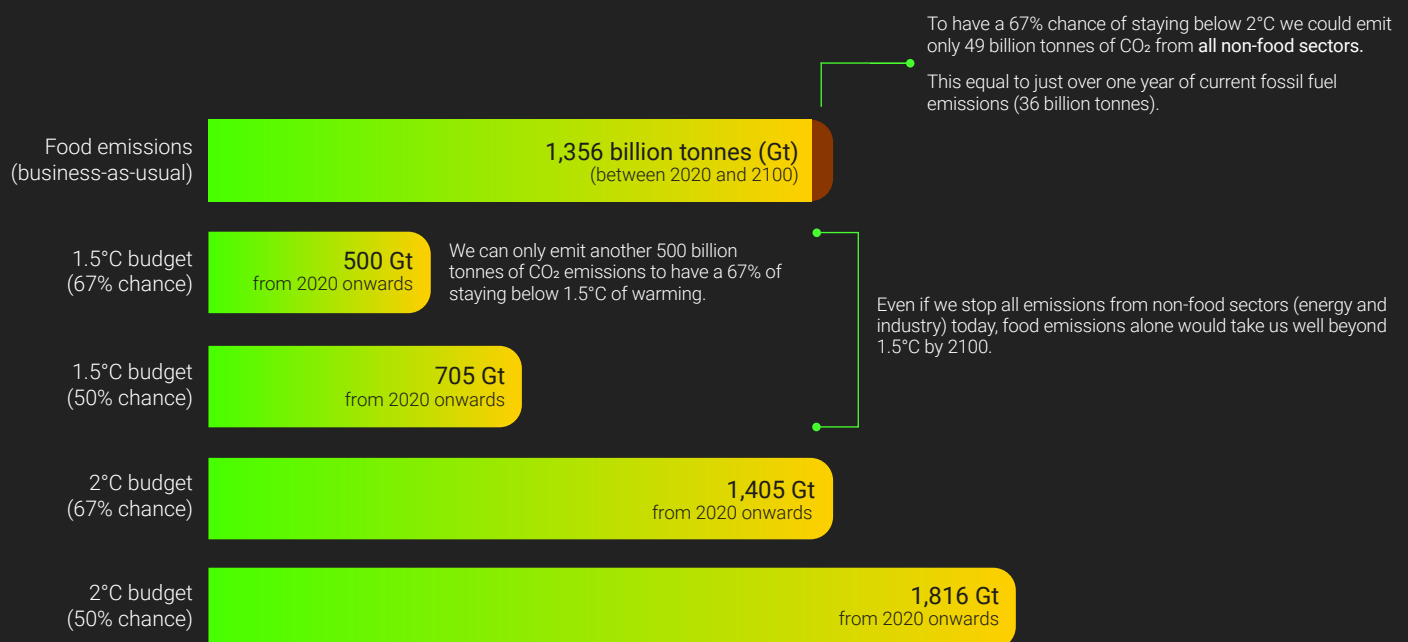 To have a 67% chance of staying below 2°C we could emit
only 49 billion tonnes of CO₂ from all non-food sectors.
This equal to just over one year of current fossil fuel
emissions (36 billion tonnes).
Food emissions
(business-as-usual)
1,356 billion tonnes (Gt)
(between 2020 and 2100)
1.5°C budget
(67% chance)
500 Gt
from 2020 onwards
We can only emit another 500 billion
tonnes of CO₂ emissions to have a 67% of
staying below 1.5°C of warming.
Even if we stop all emissions from non-food sectors (energy and
industry) today, food emissions alone would take us well beyond
1.5°C by 2100.
1.5°C budget
(50% chance)
705 Gt
from 2020 onwards
2°C budget
(67% chance)
1,405 Gt
from 2020 onwards
2°C budget
(50% chance)
1,816 Gt
from 2020 onwards